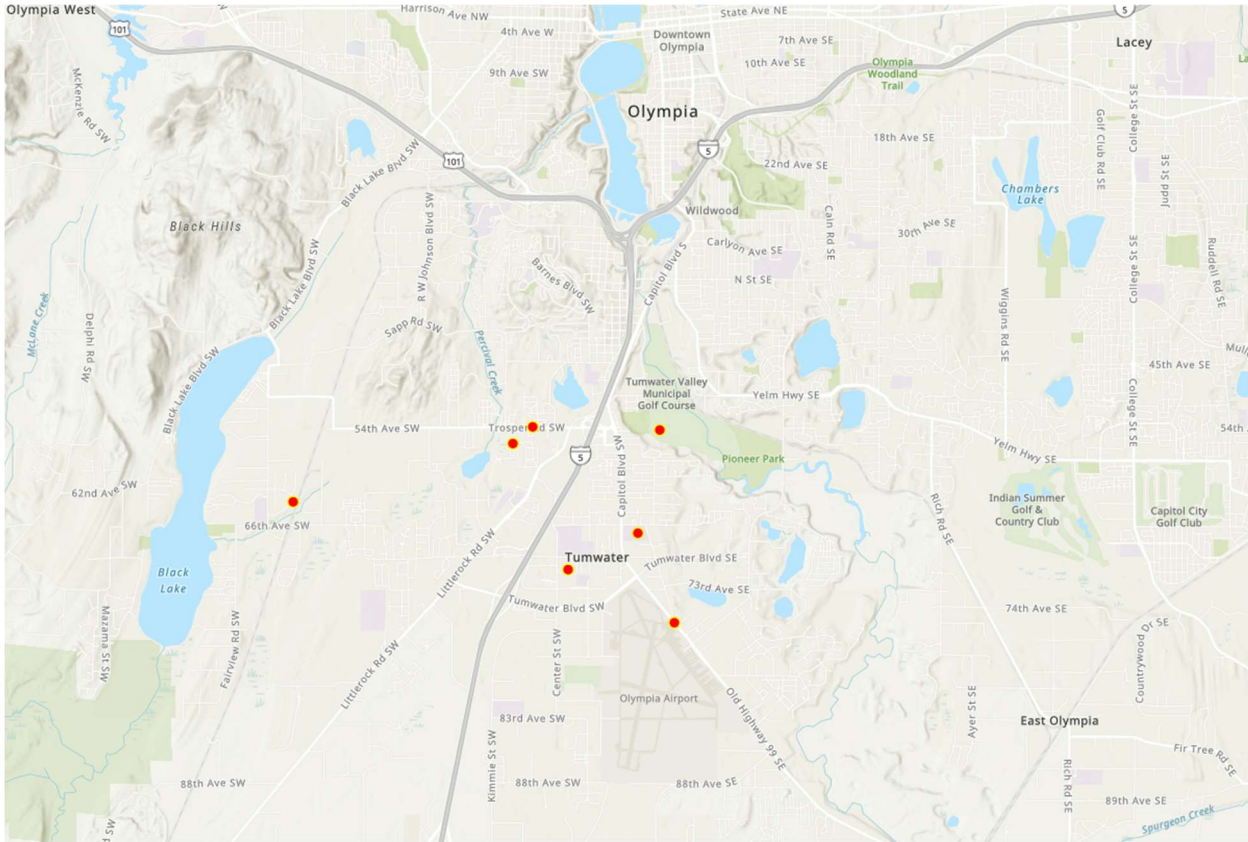 Olympia West
Harrison Ave NW
State Ave NE
5
101
4th Ave W
Downtown
Olympia
7th Ave SE
Lacey
McKenzie Rd SW
9th Ave SW
10th Ave SE
Olympia
Woodland
Trail
La
Olympia
College St SE
Golf Club Rd SE
18th Ave SE
Black Lake Blvd SW
101
5
22nd Ave SE
Judd St SE
Chambers
Lake
Black Hills
R W Johnson Blvd SW
Wildwood
Cain Rd SE
30th Ave SE
Carlyon Ave SE
Black Lake Blvd SW
Barnes Blvd SW
Capitol Blvd S
N St SE
College St SE
Ruddell Rd SE
McLane Creek
Delphi Rd SW
Sapp Rd SW
Percival Creek
Wiggins Rd SE
Black Lake Blvd SW
45th Ave SE
Mull
Tumwater Valley
Municipal
Golf Course
Yelm Hwy SE
College St SE
54th Ave SW
Trosper Rd SW
54th
Yelm Hwy SE
5
Capitol Blvd SW
Pioneer Park
62nd Ave SW
66th Ave SW
Rich Rd SE
Indian Summer
Golf &
Country Club
Capitol City
Golf Club
Littlerock Rd SW
Tumwater
Tumwater Blvd SE
Black
Lake
73rd Ave SE
Tumwater Blvd SW
74th Ave SE
Mazama St SW
Fairview Rd SW
Center St SW
Countrywood Dr SE
Littlerock Rd SW
Olympia Airport
Old Highway 99 SE
Ayer St SE
83rd Ave SW
East Olympia
Kimmie St SW
Fir Tree Rd SE
88th Ave SW
88th Ave SW
88th Ave SE
Rich Rd SE
89th Ave SE
d SW
Spurgeon Creek